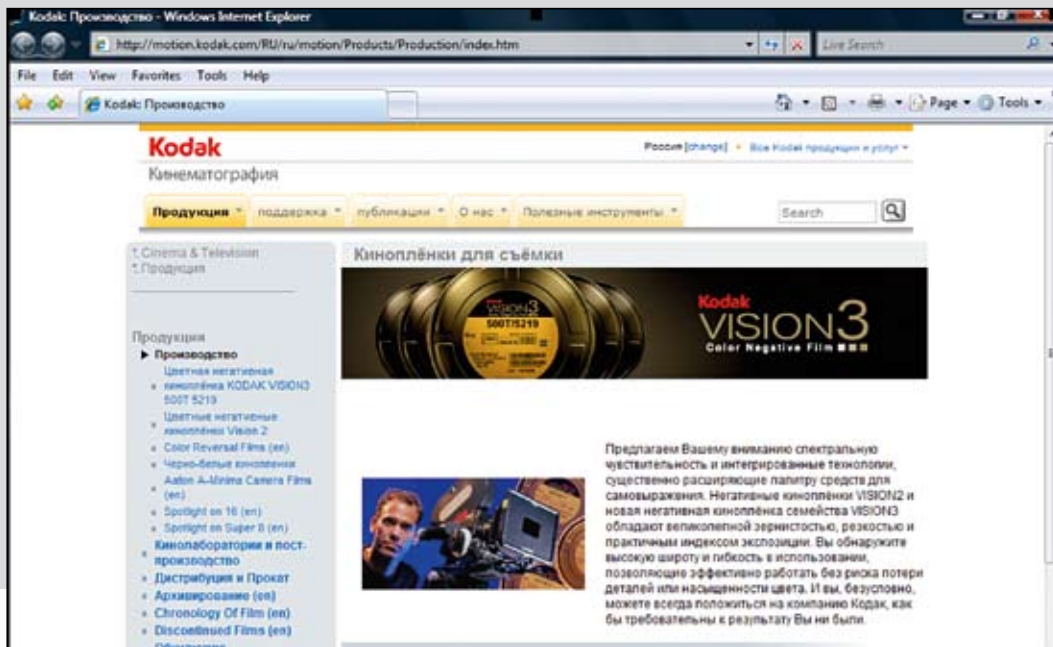 Kodak: Производство - Windows Internet Explorer
http://motion.kodak.com/RU/ru/motion/Products/Production/index.htm
Live Search
File Edit View Favorites Tools Help
Kodak: Производство
Page Tools
Kodak
Россия [change] Все Kodak продукции и услуг
Кинематография
Продукция поддержка публикации О нас Полезные инструменты Search
Cinema & Television
Продукция
Киноплёнки для съёмки
VISION3
500T/5219
Kodak
VISION3
Color Negative Film
Продукция
Производство
Цветная негативная
киноплёнка KODAK VISION3
500T 5219
Цветные негативные
киноплёнки Vision 2
Color Reversal Films (en)
Черно-белые киноплёнки
Aaton A-Minima Camera Films
(en)
Spotlight on 16 (en)
Spotlight on Super 8 (en)
Кинолаборатории и пост-
производство
Дистрибуция и Прокат
Архивирование (en)
Chronology Of Film (en)
Discontinued Films (en)
Предлагаем Вашему вниманию спектральную
чувствительность и интегрированные технологии,
существенно расширяющие палитру средств для
самовыражения. Негативные киноплёнки VISION2 и
новая негативная киноплёнка семейства VISION3
обладают великолепной зернистостью, резкостью и
практичным индексом экспозиции. Вы обнаружите
высокую широту и гибкость в использовании,
позволяющие эффективно работать без риска потери
деталей или насыщенности цвета. И вы, безусловно,
можете всегда положиться на компанию Кодак, как
бы требовательны к результату Вы ни были.